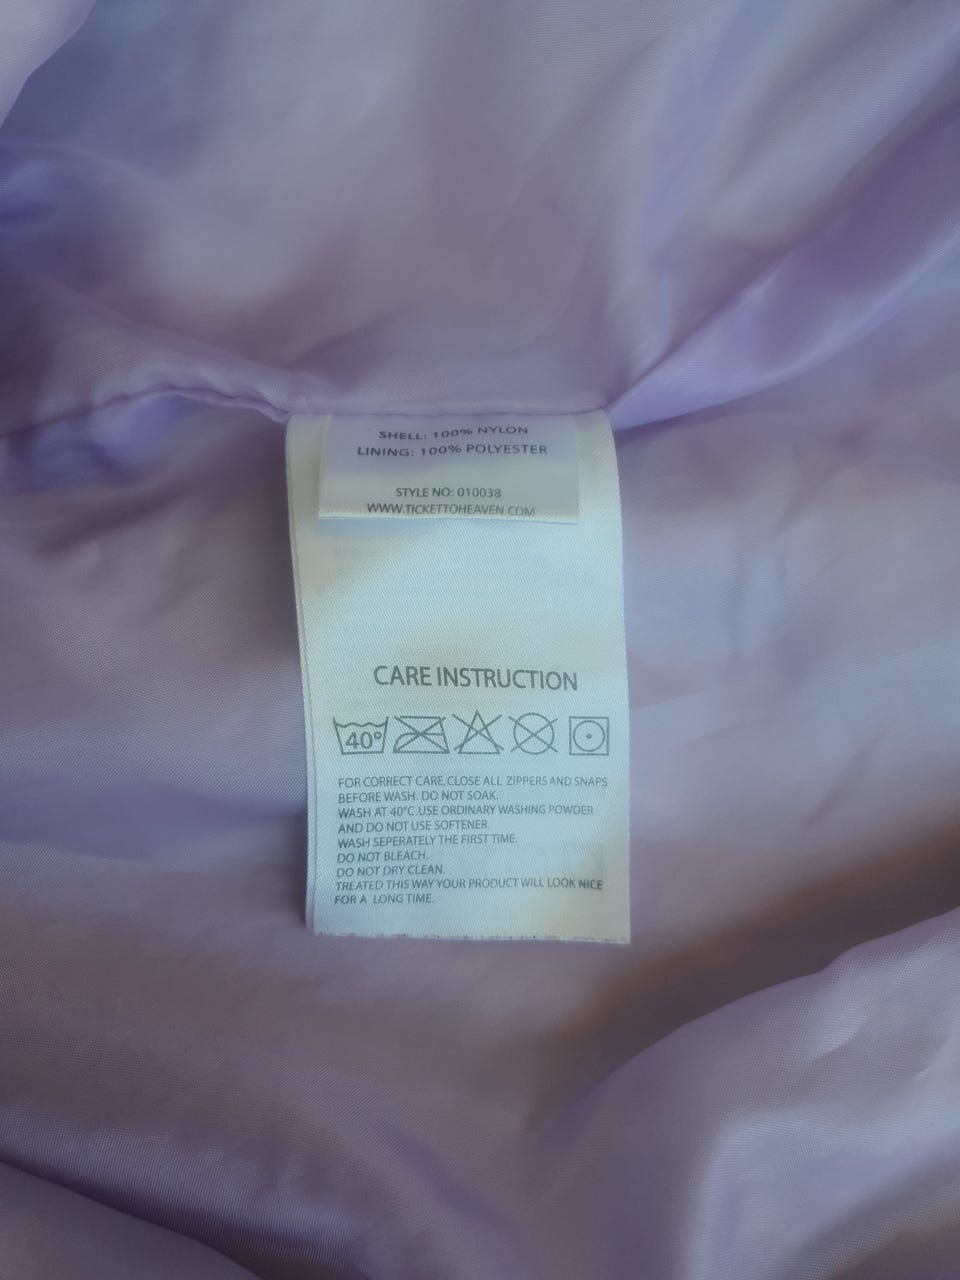 SHELL: 100% NYLON
LINING: 100% POLYESTER
STYLE NO: 010038
WWW.TICKETTOHEAVEN.COM
CARE INSTRUCTION
40°
FOR CORRECT CARE,CLOSE ALL ZIPPERS AND SNAPS
BEFORE WASH. DO NOT SOAK.
WASH AT 40°C.USE ORDINARY WASHING POWDER
AND DO NOT USE SOFTENER.
WASH SEPERATELY THE FIRST TIME.
DO NOT BLEACH.
DO NOT DRY CLEAN.
TREATED THIS WAY YOUR PRODUCT WILL LOOK NICE
FOR A LONG TIME.